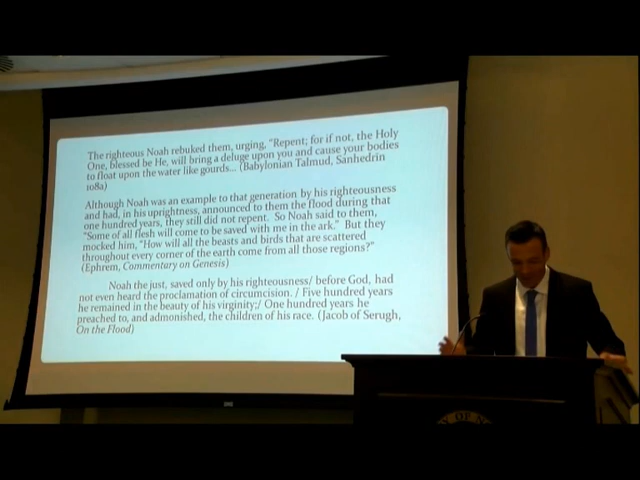 The righteous Noah rebuked them, urging, "Repent; for if not, the Holy
One, blessed be He, will bring a deluge upon you and cause your bodies
to float upon the water like gourds... (Babylonian Talmud, Sanhedrin
108a)
Although Noah was an example to that generation by his righteousness
and had, in his uprightness, announced to them the flood during that
one hundred years, they still did not repent. So Noah said to them,
"Some of all flesh will come to be saved with me in the ark." But they
mocked him, "How will all the beasts and birds that are scattered
throughout every corner of the earth come from all those regions?"
(Ephrem, Commentary on Genesis)
Noah the just, saved only by his righteousness/ before God, had
not even heard the proclamation of circumcision. / Five hundred years
he remained in the beauty of his virginity;/ One hundred years he
preached to, and admonished, the children of his race. (Jacob of Serugh,
On the Flood)
OF